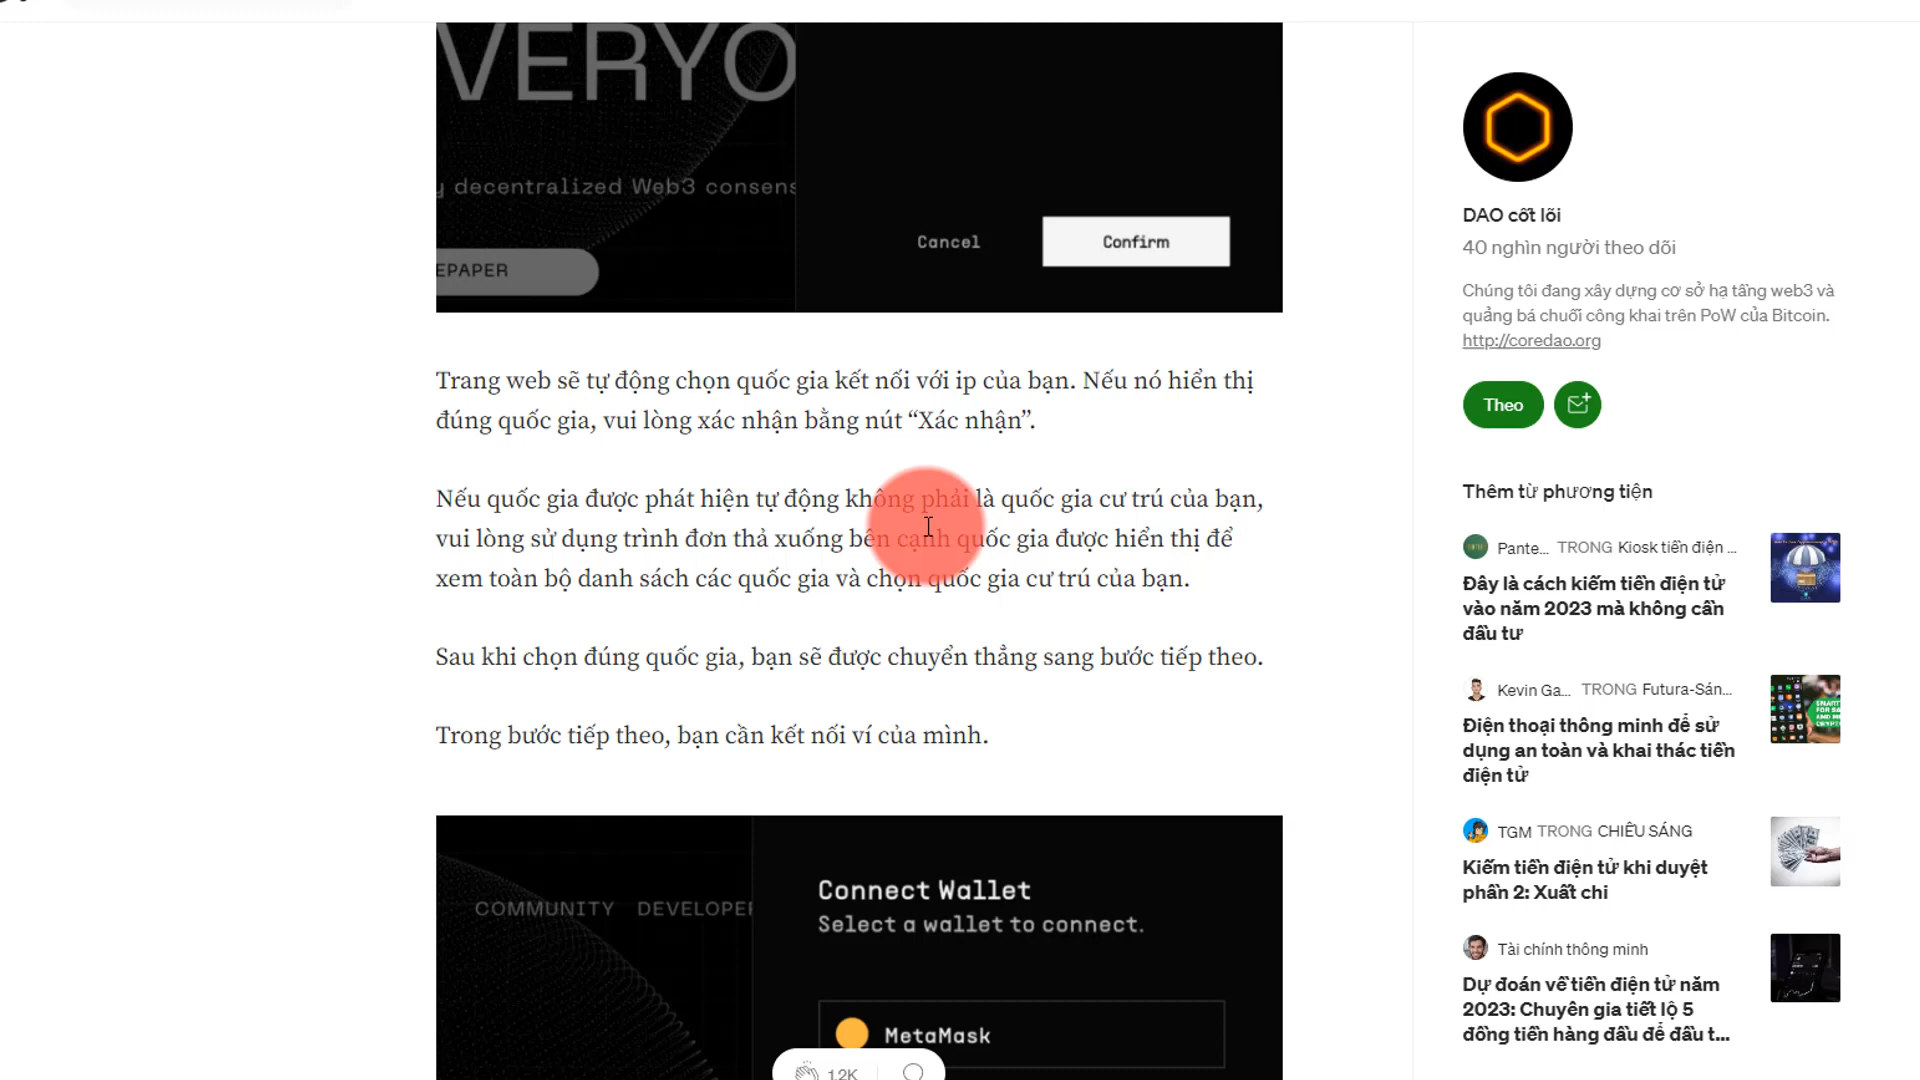 VERYO
y decentralized Web3 consens
EPAPER
Cancel
Confirm
Trang web sẽ tự động chọn quốc gia kết nối với ip của bạn. Nếu nó hiển thị
đúng quốc gia, vui lòng xác nhận bằng nút “Xác nhận”.
Nếu quốc gia được phát hiện tự động không phải là quốc gia cư trú của bạn,
vui lòng sử dụng trình đơn thả xuống bên cạnh quốc gia được hiển thị để
xem toàn bộ danh sách các quốc gia và chọn quốc gia cư trú của bạn.
Sau khi chọn đúng quốc gia, bạn sẽ được chuyển thẳng sang bước tiếp theo.
Trong bước tiếp theo, bạn cần kết nối ví của mình.
COMMUNITY DEVELOPER
Connect Wallet
Select a wallet to connect.
MetaMask
1.2K
DAO cốt lõi
40 nghìn người theo dõi
Chúng tôi đang xây dựng cơ sở hạ tầng web3 và
quảng bá chuỗi công khai trên PoW của Bitcoin.
http://coredao.org
Theo
Thêm từ phương tiện
Pante... TRONG Kiosk tiền điện ...
Đây là cách kiếm tiền điện tử
vào năm 2023 mà không cần
đầu tư
Kevin Ga... TRONG Futura-Sán...
Điện thoại thông minh để sử
dụng an toàn và khai thác tiền
điện tử
TGM TRONG CHIẾU SÁNG
Kiếm tiền điện tử khi duyệt
phần 2: Xuất chi
Tài chính thông minh
Dự đoán về tiền điện tử năm
2023: Chuyên gia tiết lộ 5
đồng tiền hàng đầu để đầu t...